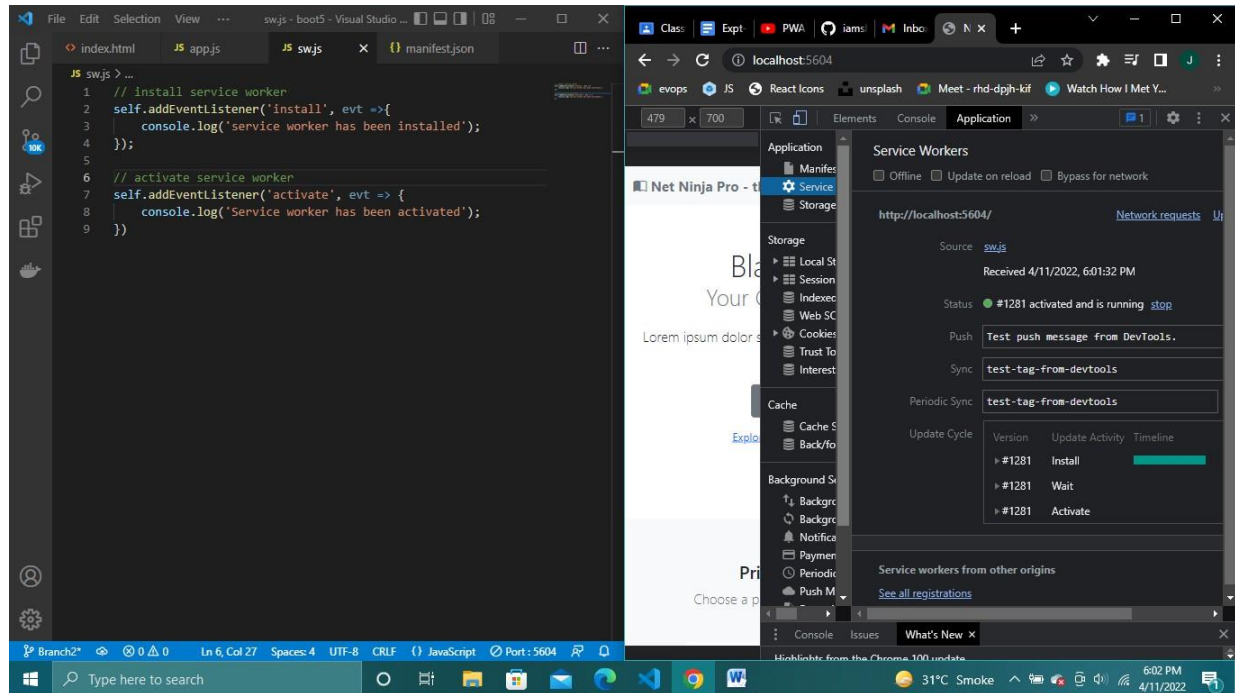 File Edit Selection View ··· sw.js - boot5 - Visual Studio ...
index.html JS app.js JS sw.js {} manifest.json
JS sw.js > ...
1 // install service worker
2 self.addEventListener('install', evt =>{
3 console.log('service worker has been installed');
4 });
5
6 // activate service worker
7 self.addEventListener('activate', evt => {
8 console.log('Service worker has been activated');
9 })
10K
Branch2* 0 0 Ln 6, Col 27 Spaces: 4 UTF-8 CRLF {} JavaScript Port : 5604
Class Expt- PWA iams Inbo N
localhost:5604 J
evops JS React Icons unsplash Meet - rhd-dpjh-kif Watch How I Met Y... »
479 × 700 Elements Console Application » 1
Net Ninja Pro - tl
Bla
Your
Lorem ipsum dolor s
Explo
Pri
Choose a p
Application
Manifes
Service
Storage
Storage
Local St
Session
Indexed
Web SC
Cookies
Trust To
Interest
Cache
Cache S
Back/fo
Background Se
Backgrc
Backgrc
Notifica
Paymen
Periodic
Push M
Service Workers
Offline Update on reload Bypass for network
http://localhost:5604/ Network requests
Source sw.js
Received 4/11/2022, 6:01:32 PM
Status #1281 activated and is running stop
Push Test push message from DevTools.
Sync test-tag-from-devtools
Periodic Sync test-tag-from-devtools
Update Cycle Version Update Activity Timeline
#1281 Install
#1281 Wait
#1281 Activate
Service workers from other origins
See all registrations
Console Issues What's New ×
Highlights from the Chrome 100 update
Type here to search 31°C Smoke 6:02 PM
4/11/2022